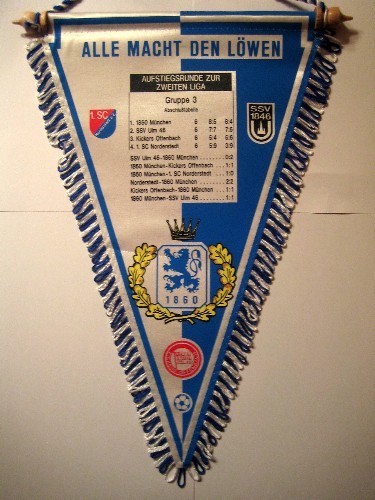 ALLE MACHT DEN LÖWEN
AUFSTIEGSRUNDE ZUR
ZWEITEN LIGA
Gruppe 3
Abschlußtabelle
1. 1860 München 6 8:5 8:4
2. SSV Ulm 46 6 7:7 7:5
3. Kickers Offenbach 6 5:4 6:6
4. 1. SC Norderstedt 6 5:9 3:9
SSV Ulm 46-1860 München 0:2
1860 München-Kickers Offenbach 1:1
1860 München-1. SC Norderstedt 1:0
Norderstedt-1860 München 2:2
Kickers Offenbach-1860 München 1:1
1860 München-SSV Ulm 46 1:1
1. SC
SSV
1846
1860